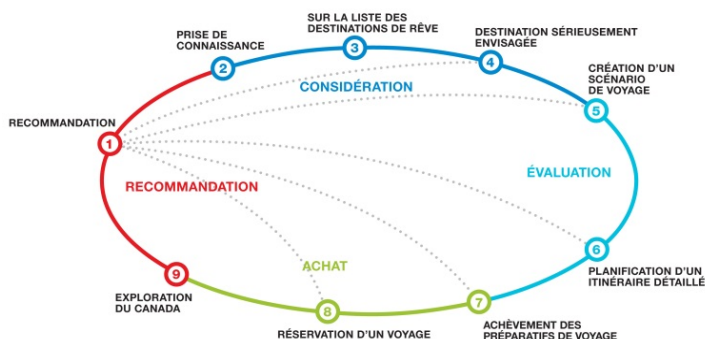 RECOMMANDATION
1
PRISE DE
CONNAISSANCE
2
SUR LA LISTE DES
DESTINATIONS DE RÊVE
3
DESTINATION SÉRIEUSEMENT
ENVISAGÉE
4
CRÉATION D'UN
SCÉNARIO
DE VOYAGE
5
CONSIDÉRATION
ÉVALUATION
RECOMMANDATION
6
PLANIFICATION D'UN
ITINÉRAIRE DÉTAILLÉ
ACHAT
7
ACHÈVEMENT DES
PRÉPARATIFS DE VOYAGE
8
RÉSERVATION D'UN VOYAGE
9
EXPLORATION
DU CANADA